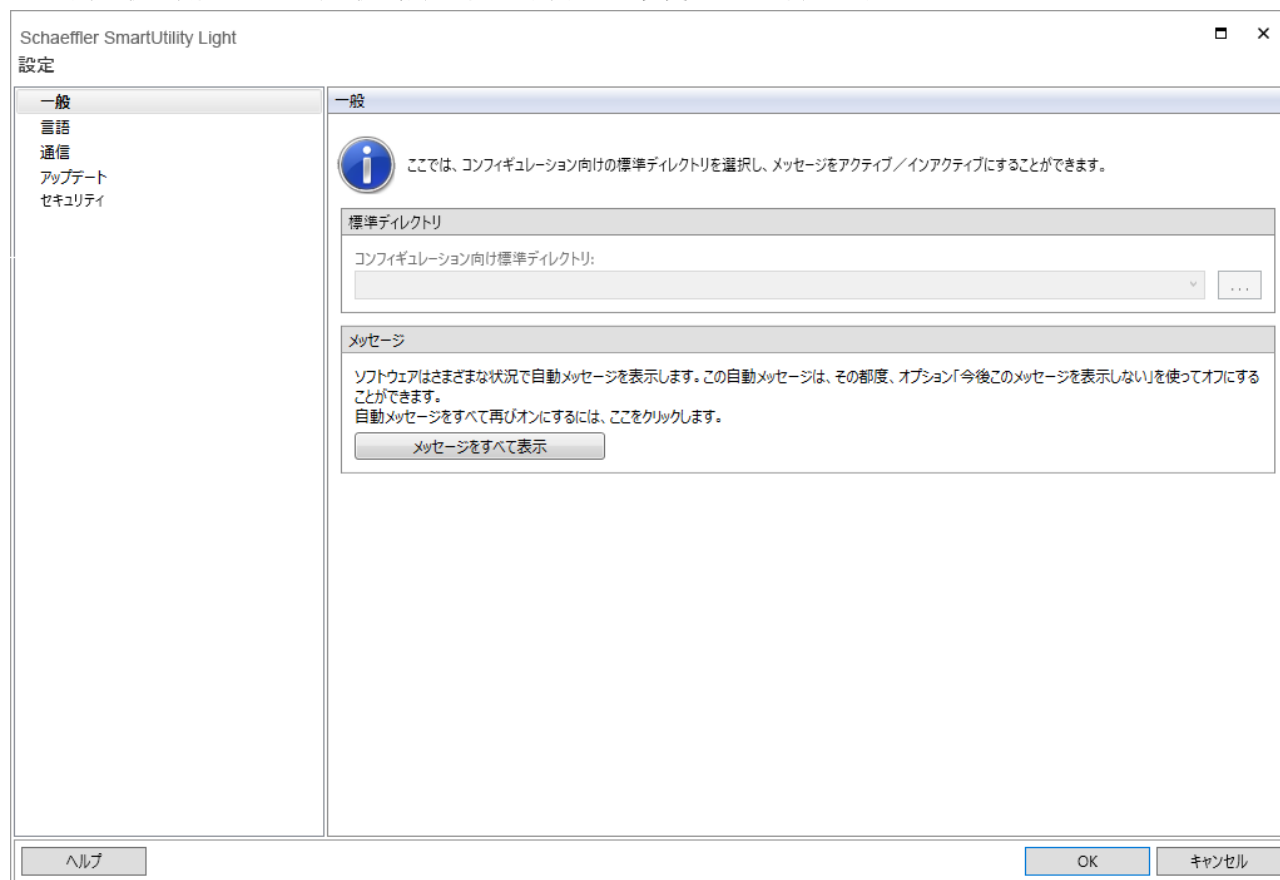 Schaeffler SmartUtility Light
設定
一般
言語
通信
アップデート
セキュリティ
一般
ここでは、コンフィギュレーション向けの標準ディレクトリを選択し、メッセージをアクティブ／インアクティブにすることができます。
標準ディレクトリ
コンフィギュレーション向け標準ディレクトリ:
...
メッセージ
ソフトウェアはさまざまな状況で自動メッセージを表示します。この自動メッセージは、その都度、オプション「今後このメッセージを表示しない」を使ってオフにする
ことができます。
自動メッセージをすべて再びオンにするには、ここをクリックします。
メッセージをすべて表示
ヘルプ
OK
キャンセル